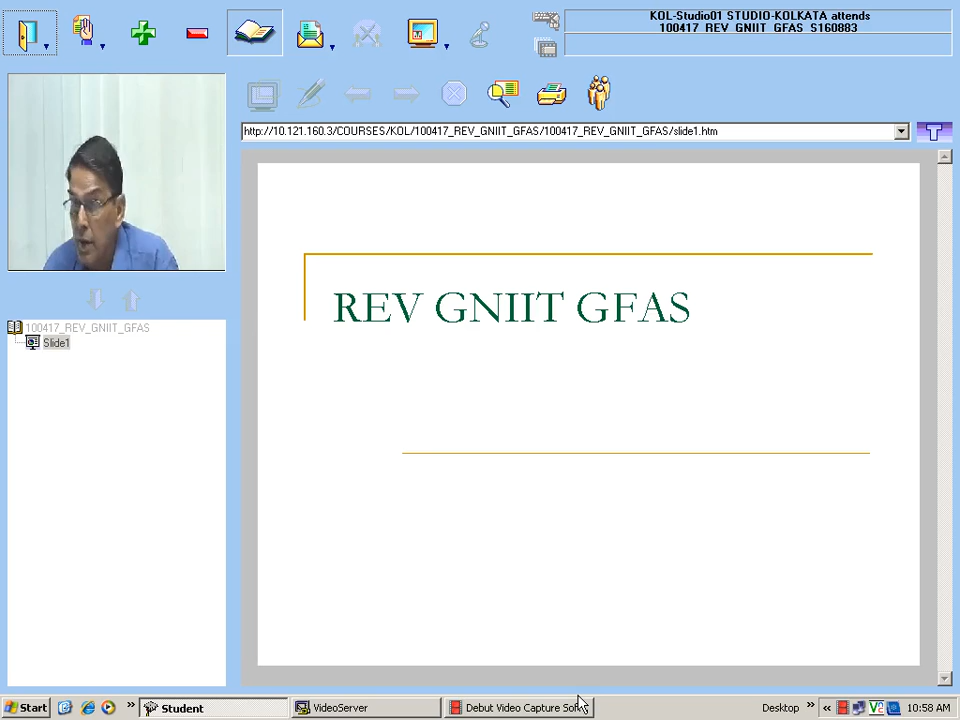 KOL-Studio01 STUDIO-KOLKATA attends
100417_REV_GNIIT_GFAS_S160883
http://10.121.160.3/COURSES/KOL/100417_REV_GNIIT_GFAS/100417_REV_GNIIT_GFAS/slide1.htm
T
REV GNIIT GFAS
100417_REV_GNIIT_GFAS
Slide1
Start
»
Student
VideoServer
Debut Video Capture Soft...
Desktop
»
«
10:58 AM